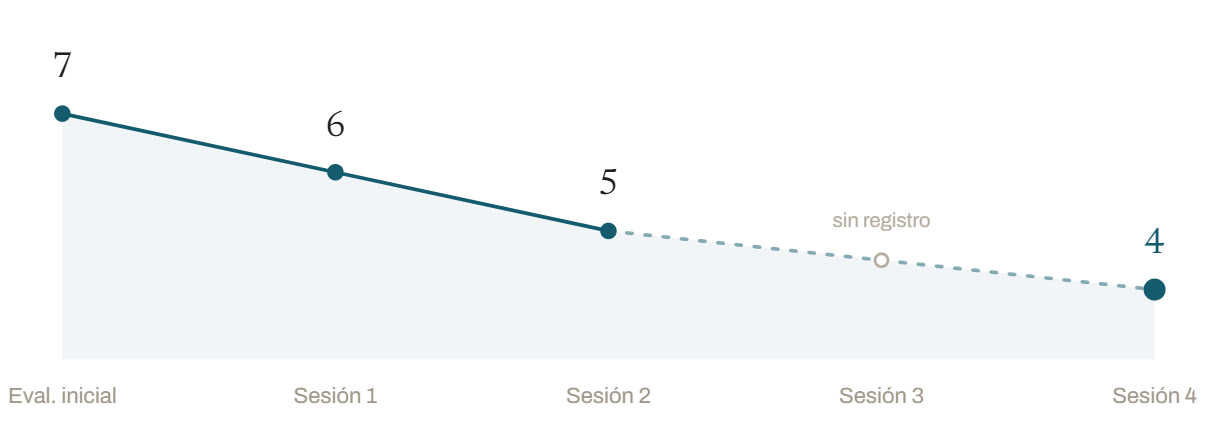 7
6
5
sin registro
4
Eval. inicial
Sesión 1
Sesión 2
Sesión 3
Sesión 4